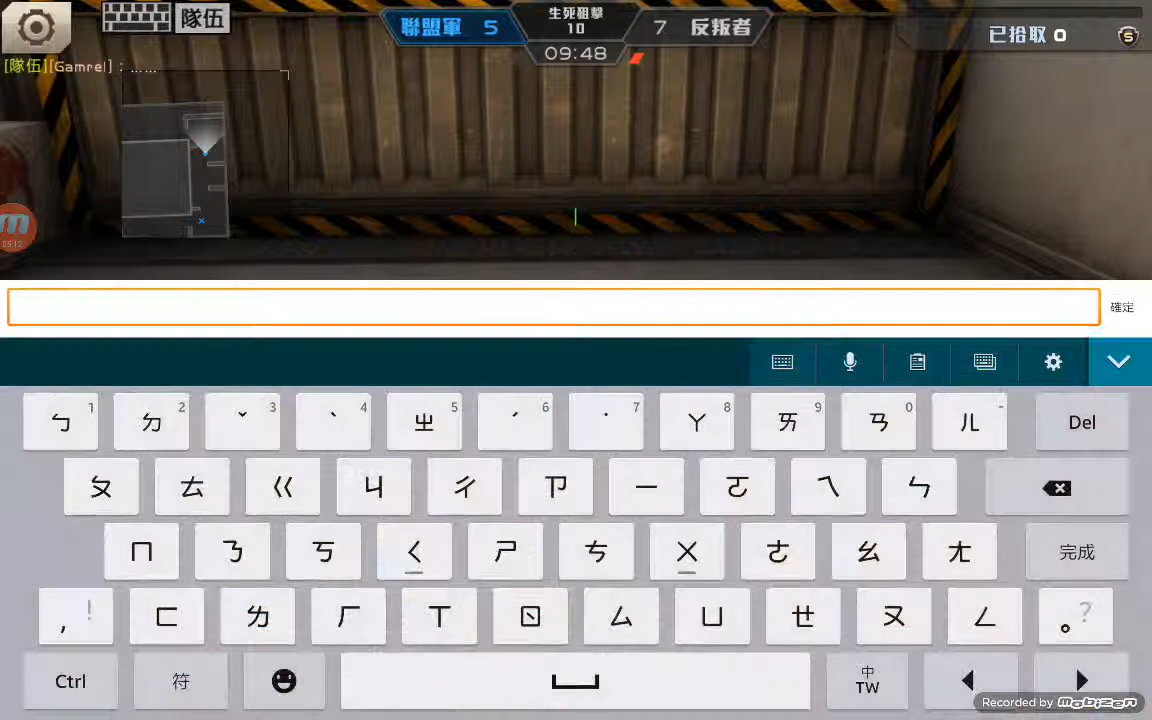 隊伍
聯盟軍 5
生死狙擊
10
7 反叛者
09:48
已拾取 0
S
[隊伍][Gamrel]：......
05:12
確定
ㄅ 1 ㄉ 2 ˇ 3 ˋ 4 ㄓ 5 ˊ 6 ˙ 7 ㄚ 8 ㄞ 9 ㄢ 0 ㄦ - Del
ㄆ ㄊ ㄍ ㄐ ㄔ ㄗ ㄧ ㄛ ㄟ ㄣ
ㄇ ㄋ ㄎ ㄑ ㄕ ㄘ ㄨ ㄜ ㄠ ㄤ 完成
， ! ㄈ ㄌ ㄏ ㄒ ㄖ ㄙ ㄩ ㄝ ㄡ ㄥ 。 ?
Ctrl 符 中 TW
Recorded by mobizen